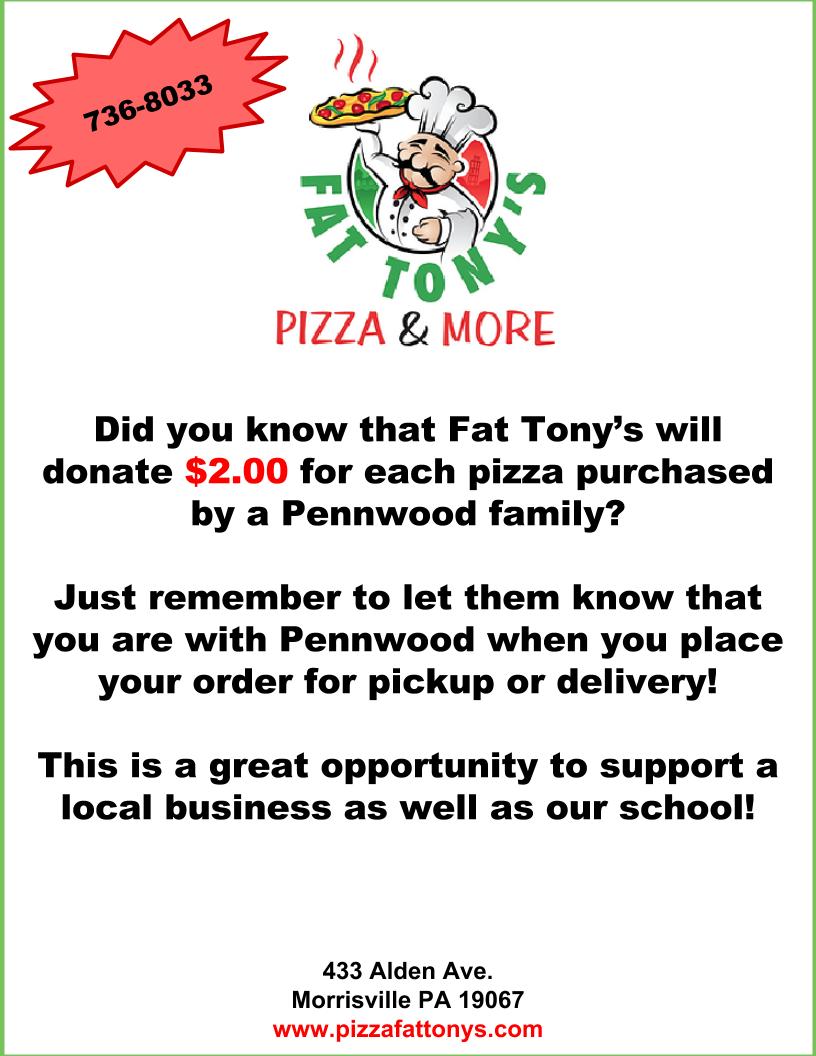 736-8033
FAT TONY'S
PIZZA & MORE
Did you know that Fat Tony’s will
donate $2.00 for each pizza purchased
by a Pennwood family?
Just remember to let them know that
you are with Pennwood when you place
your order for pickup or delivery!
This is a great opportunity to support a
local business as well as our school!
433 Alden Ave.
Morrisville PA 19067
www.pizzafattonys.com